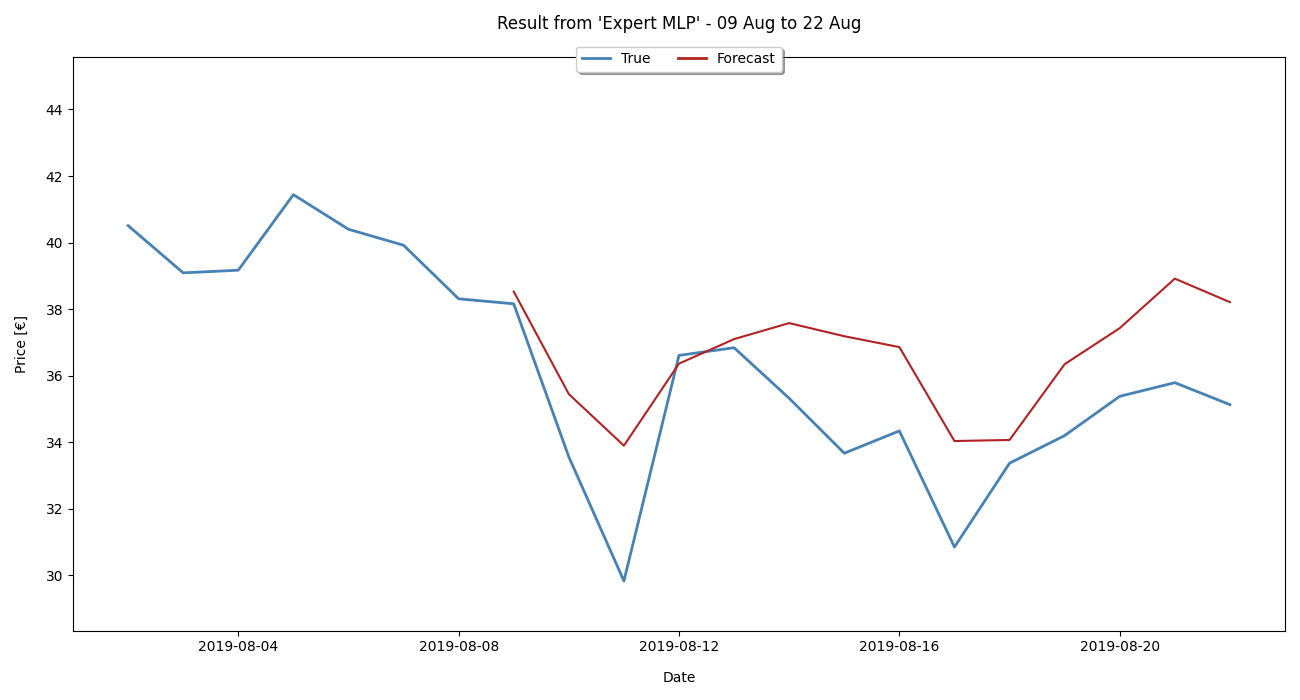 Result from 'Expert MLP' - 09 Aug to 22 Aug
True Forecast
44
42
40
38
36
34
32
30
Price [€]
2019-08-04 2019-08-08 2019-08-12 2019-08-16 2019-08-20
Date